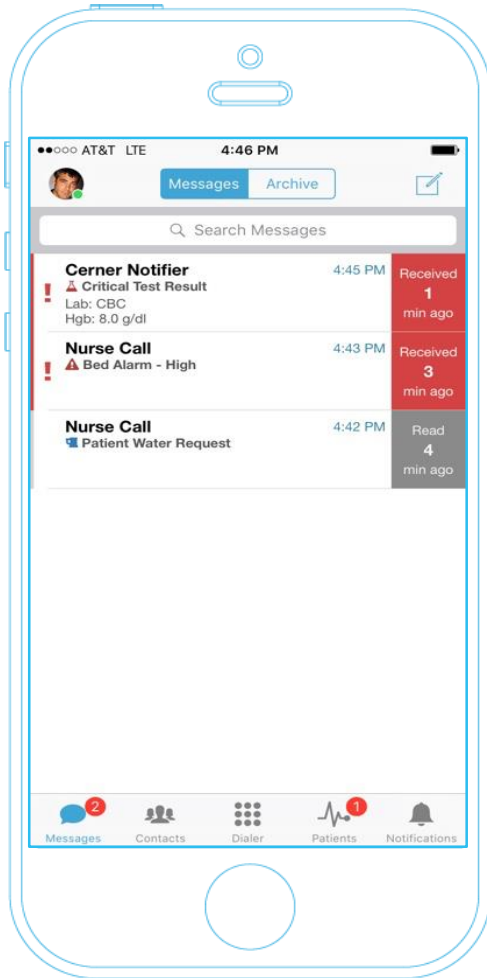 AT&T LTE 4:46 PM
Messages Archive
Search Messages
Cerner Notifier 4:45 PM
Critical Test Result
Lab: CBC
Hgb: 8.0 g/dl
Received
1
min ago
Nurse Call 4:43 PM
Bed Alarm - High
Received
3
min ago
Nurse Call 4:42 PM
Patient Water Request
Read
4
min ago
2 1
Messages Contacts Dialer Patients Notifications